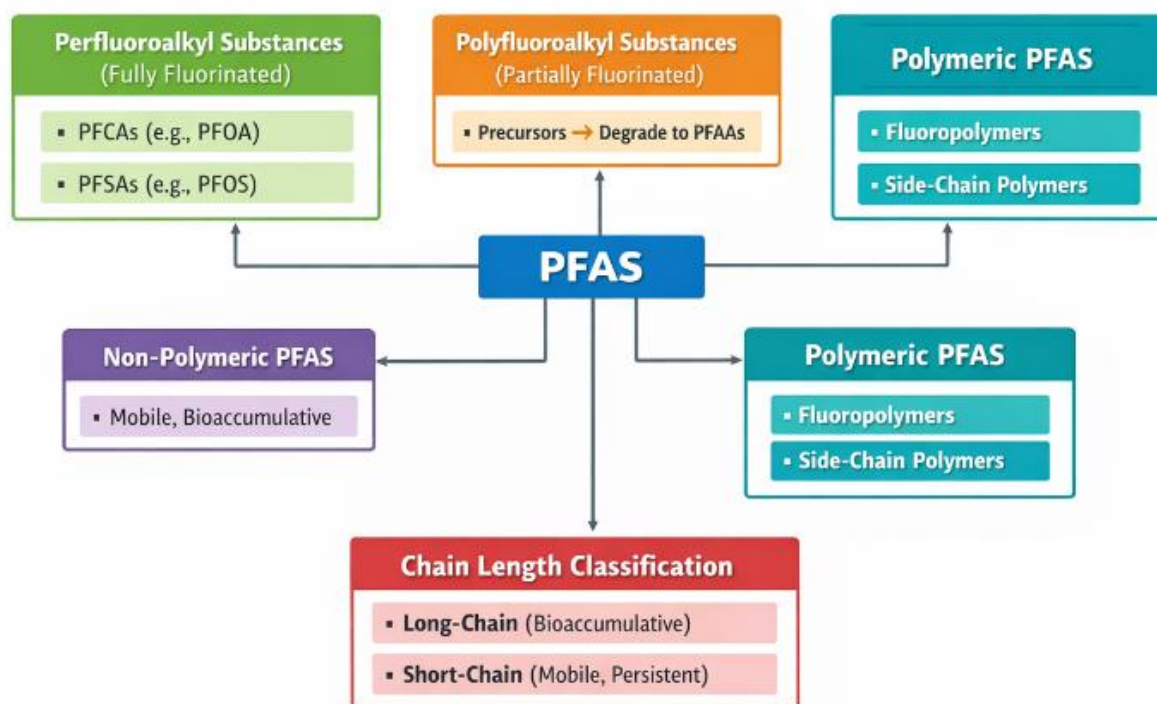 Perfluoroalkyl Substances
(Fully Fluorinated)
▪ PFCAs (e.g., PFOA)
▪ PFSAs (e.g., PFOS)
Polyfluoroalkyl Substances
(Partially Fluorinated)
▪ Precursors → Degrade to PFAAs
Polymeric PFAS
▪ Fluoropolymers
▪ Side-Chain Polymers
PFAS
Non-Polymeric PFAS
▪ Mobile, Bioaccumulative
Polymeric PFAS
▪ Fluoropolymers
▪ Side-Chain Polymers
Chain Length Classification
▪ Long-Chain (Bioaccumulative)
▪ Short-Chain (Mobile, Persistent)